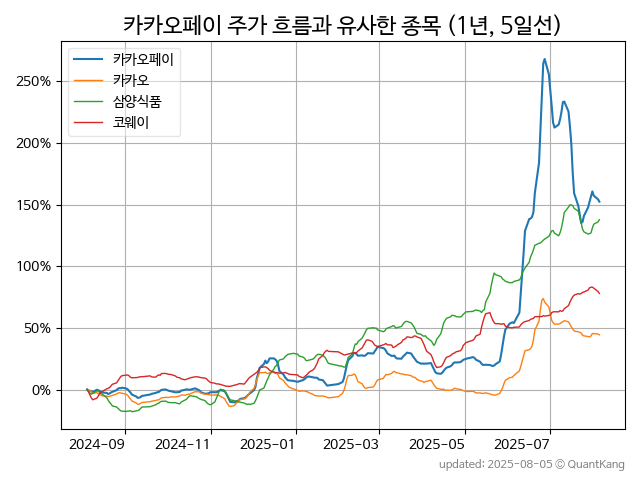 카카오페이 주가 흐름과 유사한 종목 (1년, 5일선)
카카오페이
카카오
삼양식품
코웨이
250%
200%
150%
100%
50%
0%
2024-09 2024-11 2025-01 2025-03 2025-05 2025-07
updated: 2025-08-05 © QuantKang